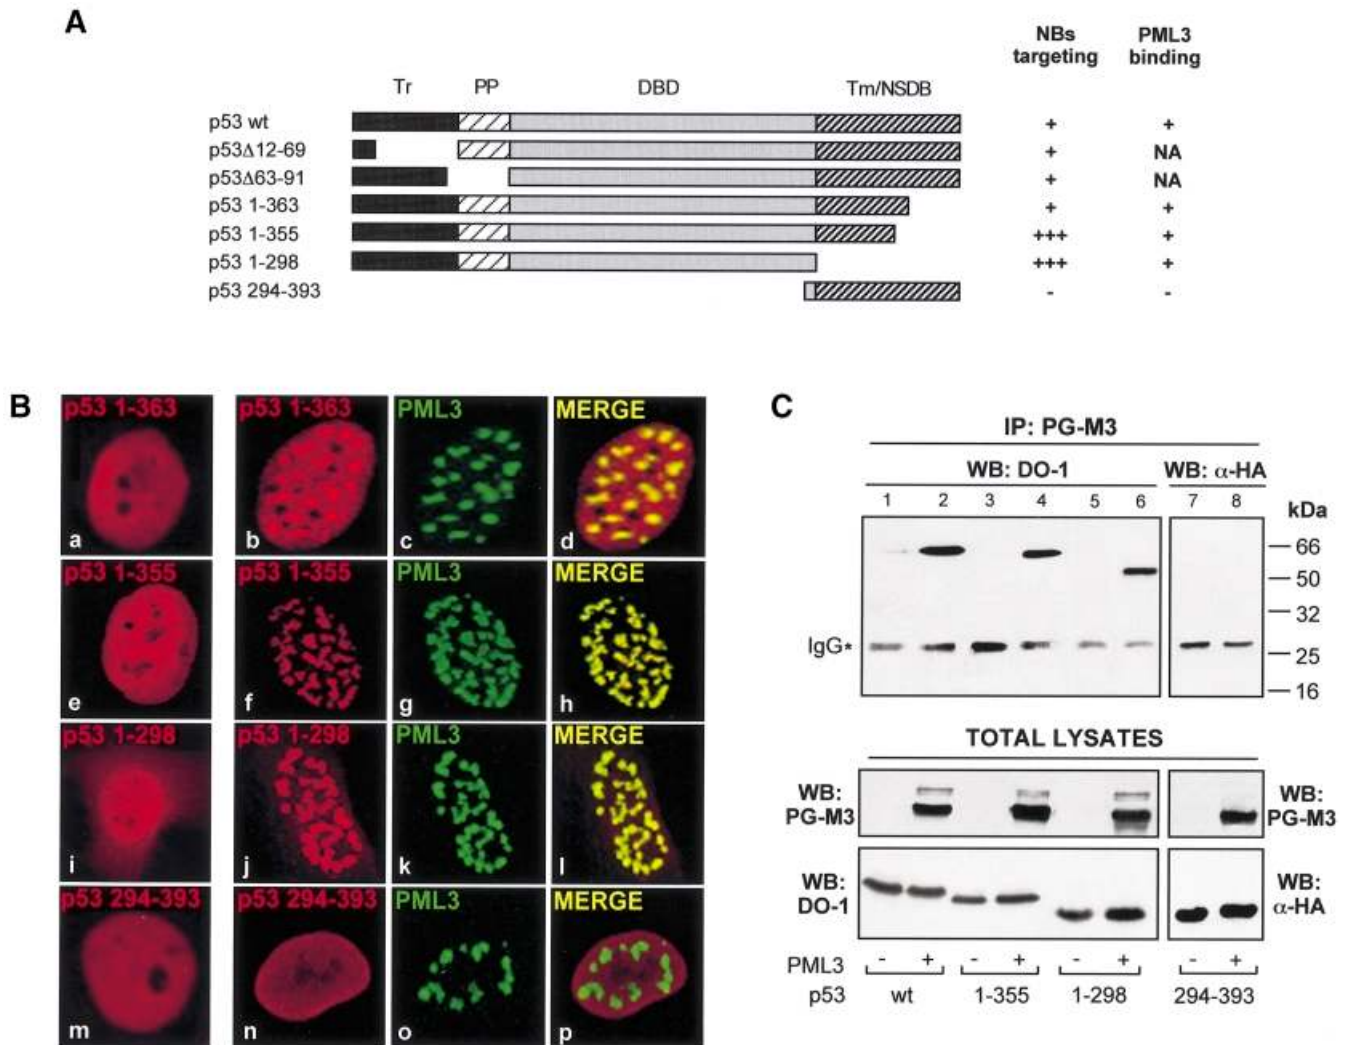 A
NBs targeting
PML3 binding
Tr PP DBD Tm/NSDB
p53 wt + +
p53Δ12-69 + NA
p53Δ63-91 + NA
p53 1-363 + +
p53 1-355 +++ +
p53 1-298 +++ +
p53 294-393 - -
B
p53 1-363 p53 1-363 PML3 MERGE
a b c d
p53 1-355 p53 1-355 PML3 MERGE
e f g h
p53 1-298 p53 1-298 PML3 MERGE
i j k l
p53 294-393 p53 294-393 PML3 MERGE
m n o p
C
IP: PG-M3
WB: DO-1 WB: α-HA
1 2 3 4 5 6 7 8 kDa
66
50
32
IgG*
25
16
TOTAL LYSATES
WB: PG-M3 WB: PG-M3
WB: DO-1 WB: α-HA
PML3 - + - + - + - +
p53 wt 1-355 1-298 294-393